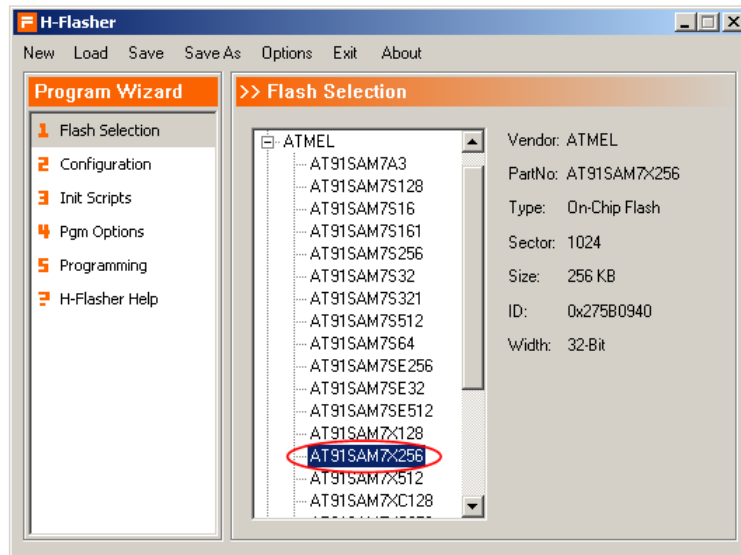 H-Flasher
New Load Save Save As Options Exit About
Program Wizard
1 Flash Selection
2 Configuration
3 Init Scripts
4 Pgm Options
5 Programming
? H-Flasher Help
>> Flash Selection
ATMEL
AT91SAM7A3
AT91SAM7S128
AT91SAM7S16
AT91SAM7S161
AT91SAM7S256
AT91SAM7S32
AT91SAM7S321
AT91SAM7S512
AT91SAM7S64
AT91SAM7SE256
AT91SAM7SE32
AT91SAM7SE512
AT91SAM7X128
AT91SAM7X256
AT91SAM7X512
AT91SAM7XC128
Vendor: ATMEL
PartNo: AT91SAM7X256
Type: On-Chip Flash
Sector: 1024
Size: 256 KB
ID: 0x275B0940
Width: 32-Bit